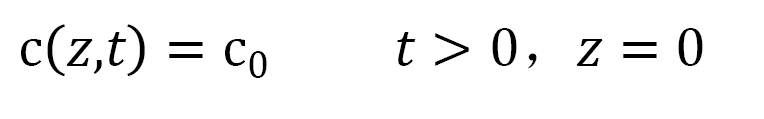 c(z,t) = c₀  t > 0，z = 0